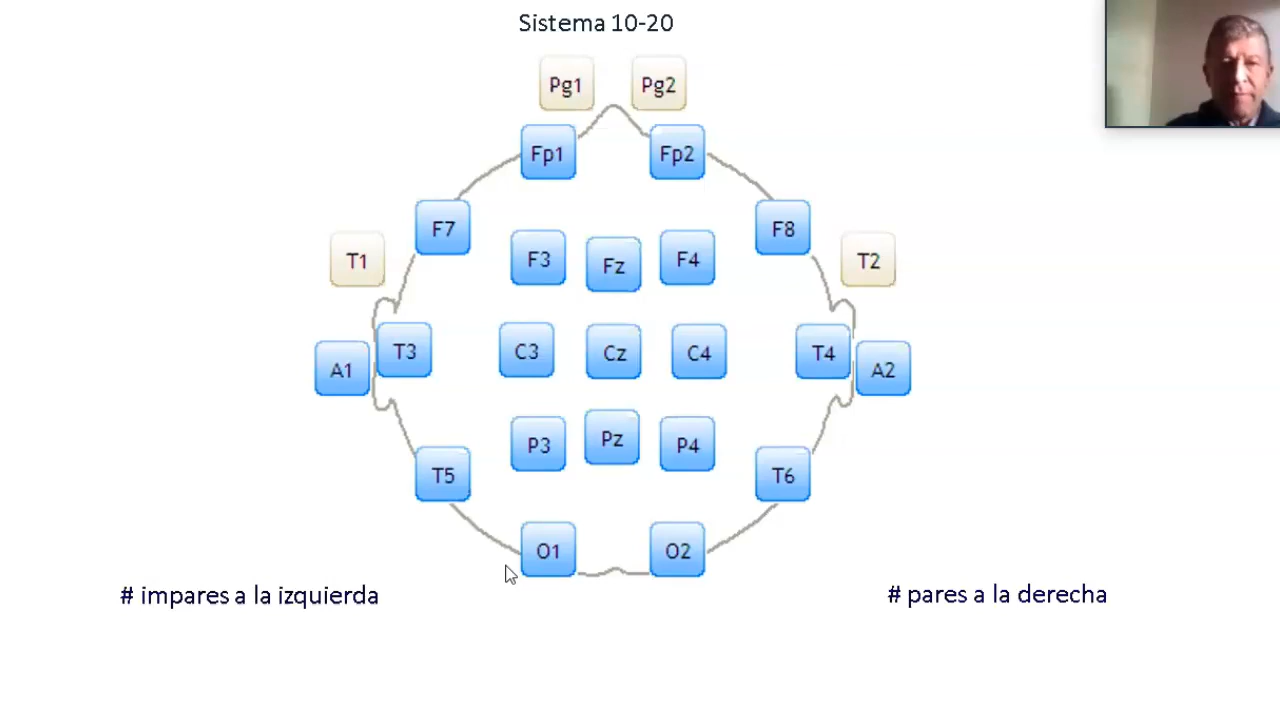 Sistema 10-20
Pg1 Pg2
Fp1 Fp2
F7 F8
T1 F3 Fz F4 T2
A1 T3 C3 Cz C4 T4 A2
P3 Pz P4
T5 T6
O1 O2
# impares a la izquierda
# pares a la derecha